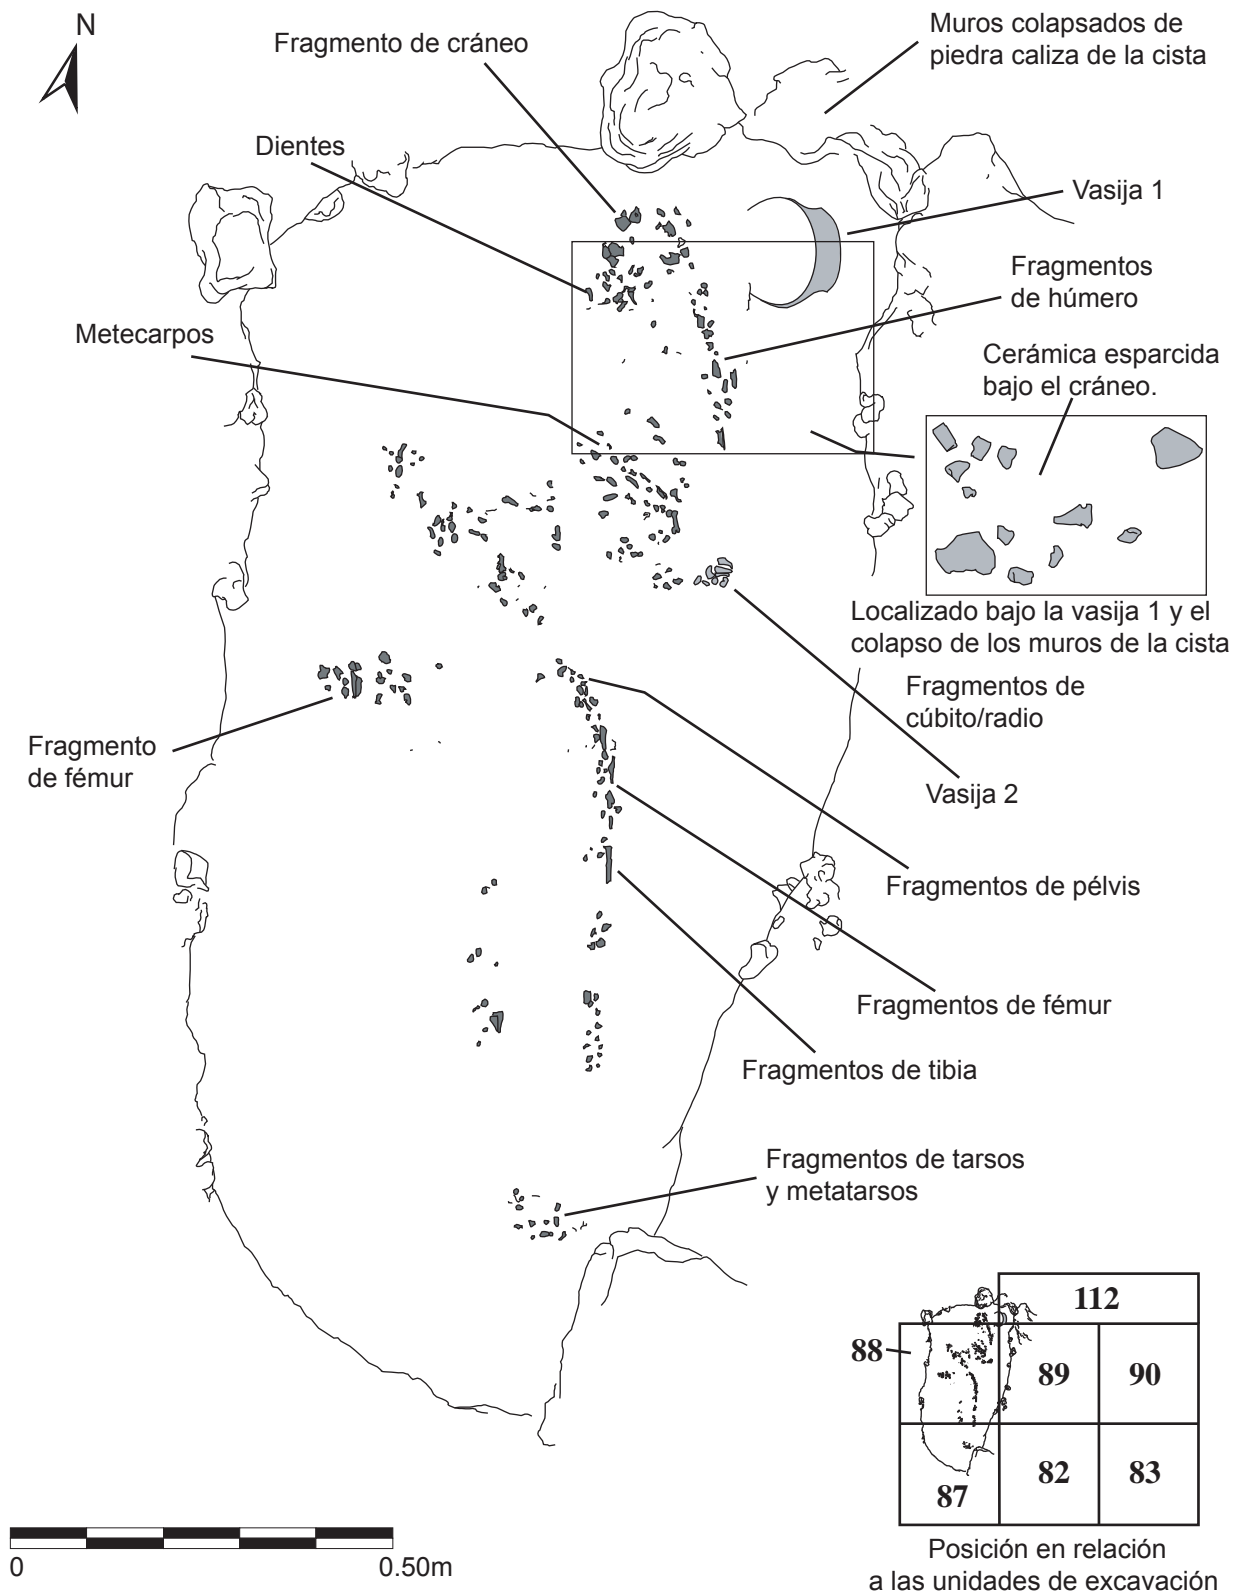 N
Fragmento de cráneo
Muros colapsados de
piedra caliza de la cista
Dientes
Vasija 1
Fragmentos
de húmero
Metecarpos
Cerámica esparcida
bajo el cráneo.
Localizado bajo la vasija 1 y el
colapso de los muros de la cista
Fragmentos de
cúbito/radio
Fragmento
de fémur
Vasija 2
Fragmentos de pélvis
Fragmentos de fémur
Fragmentos de tibia
Fragmentos de tarsos
y metatarsos
112
88
89
90
82
83
87
0
0.50m
Posición en relación
a las unidades de excavación